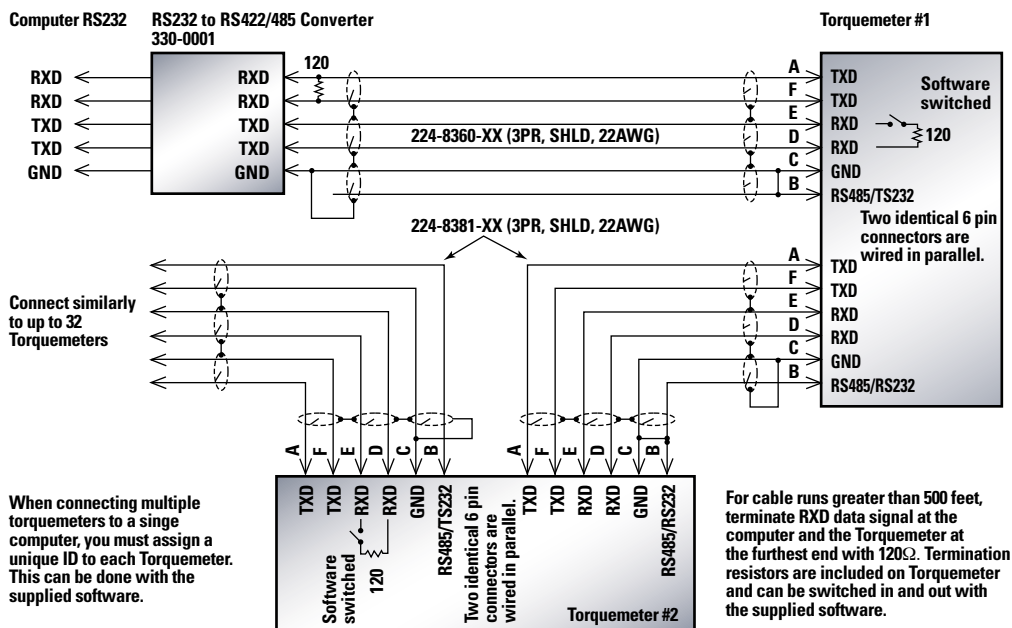 Computer RS232
RS232 to RS422/485 Converter
330-0001
Torquemeter #1
RXD
RXD
TXD
TXD
GND
RXD
RXD
TXD
TXD
GND
120
224-8360-XX (3PR, SHLD, 22AWG)
A
F
E
D
C
B
TXD
TXD
RXD
RXD
GND
RS485/TS232
Software
switched
120
Two identical 6 pin
connectors are
wired in parallel.
224-8381-XX (3PR, SHLD, 22AWG)
A
F
E
D
C
B
TXD
TXD
RXD
RXD
GND
RS485/RS232
Connect similarly
to up to 32
Torquemeters
A
F
E
D
C
B
TXD
TXD
RXD
RXD
GND
RS485/TS232
Software
switched
120
Two identical 6 pin
connectors are
wired in parallel.
A
F
E
D
C
B
TXD
TXD
RXD
RXD
GND
RS485/RS232
Torquemeter #2
When connecting multiple
torquemeters to a singe
computer, you must assign a
unique ID to each Torquemeter.
This can be done with the
supplied software.
For cable runs greater than 500 feet,
terminate RXD data signal at the
computer and the Torquemeter at
the furthest end with 120Ω. Termination
resistors are included on Torquemeter
and can be switched in and out with
the supplied software.